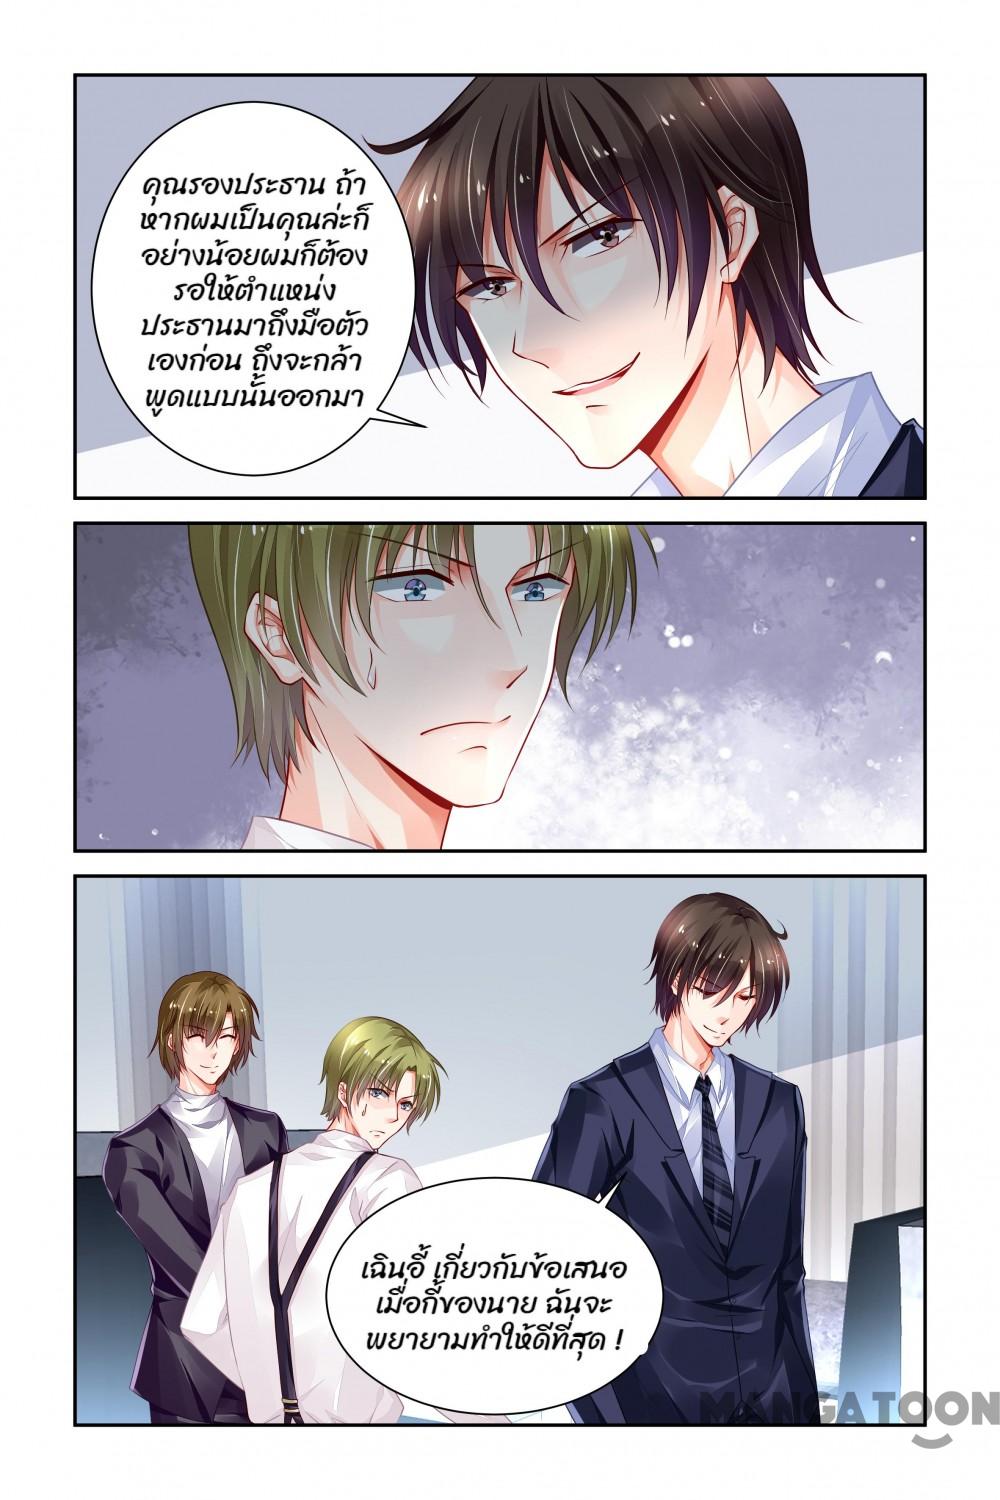 คุณรองประธาน ถ้า
หากผมเป็นคุณล่ะก็
อย่างน้อยผมก็ต้อง
รอให้ตำแหน่ง
ประธานมาถึงมือตัว
เองก่อน ถึงจะกล้า
พูดแบบนั้นออกมา
เฉินอี้ เกี่ยวกับข้อเสนอ
เมื่อกี้ของนาย ฉันจะ
พยายามทำให้ดีที่สุด !
MANGATOON